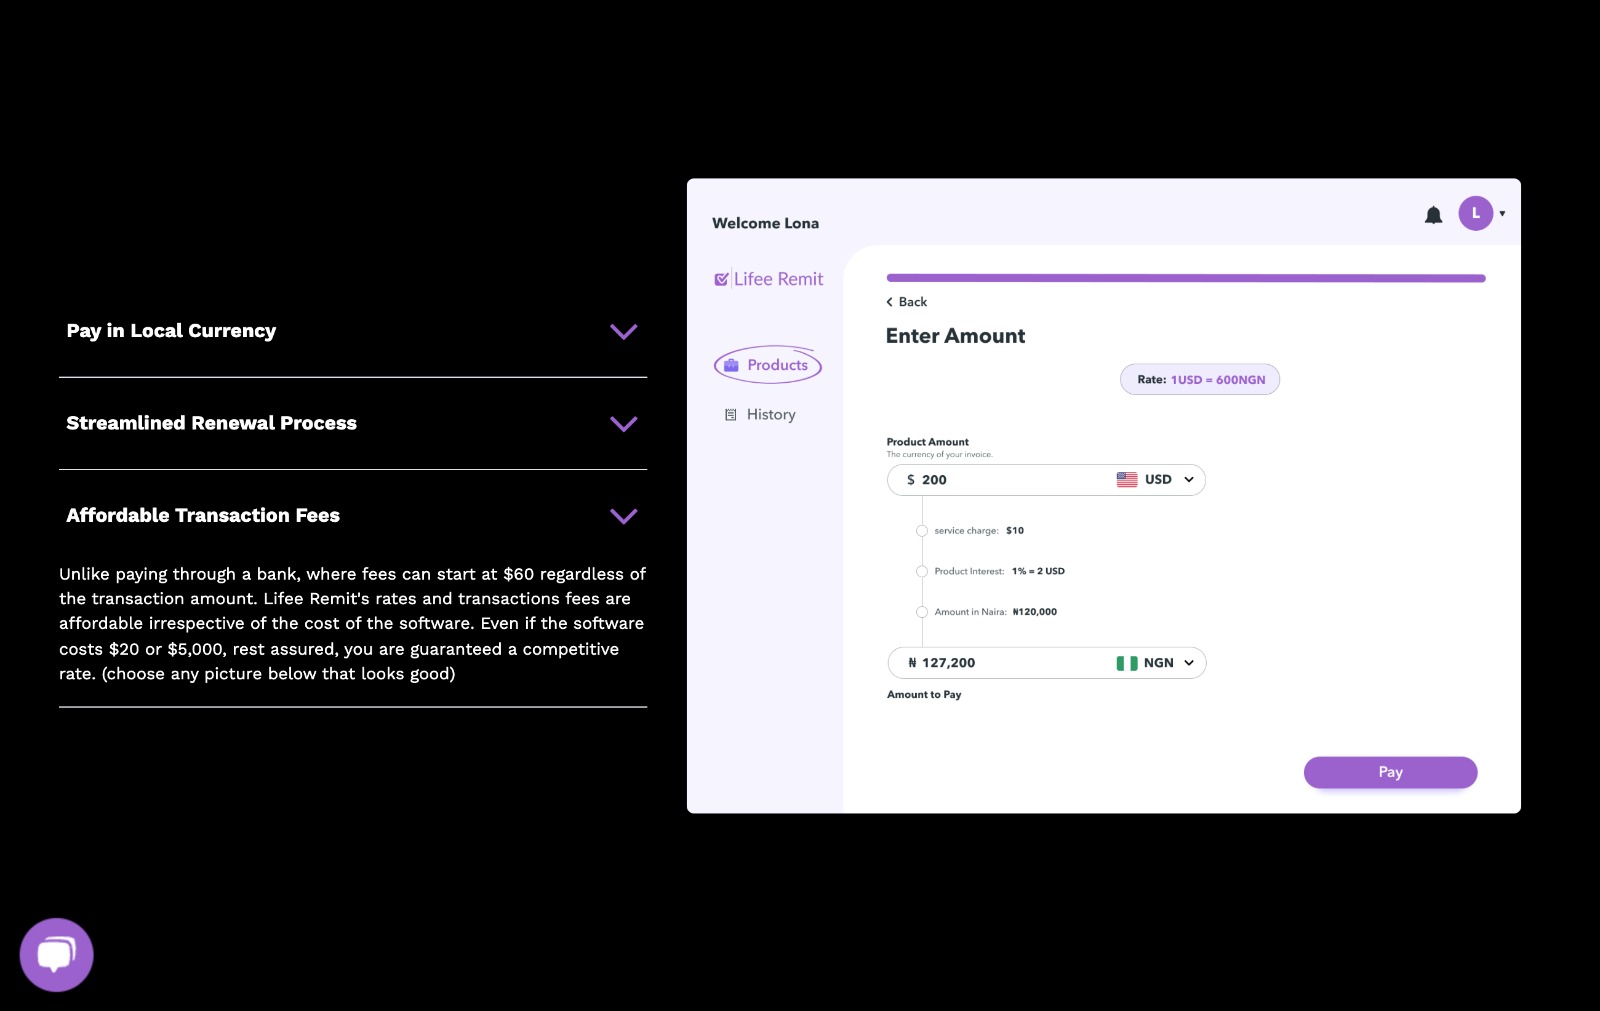 Pay in Local Currency
Streamlined Renewal Process
Affordable Transaction Fees
Unlike paying through a bank, where fees can start at $60 regardless of
the transaction amount. Lifee Remit's rates and transactions fees are
affordable irrespective of the cost of the software. Even if the software
costs $20 or $5,000, rest assured, you are guaranteed a competitive
rate. (choose any picture below that looks good)
Welcome Lona
L
Lifee Remit
Products
History
Back
Enter Amount
Rate: 1USD = 600NGN
Product Amount
The currency of your invoice.
$ 200 USD
service charge: $10
Product Interest: 1% = 2 USD
Amount in Naira: ₦120,000
₦ 127,200 NGN
Amount to Pay
Pay